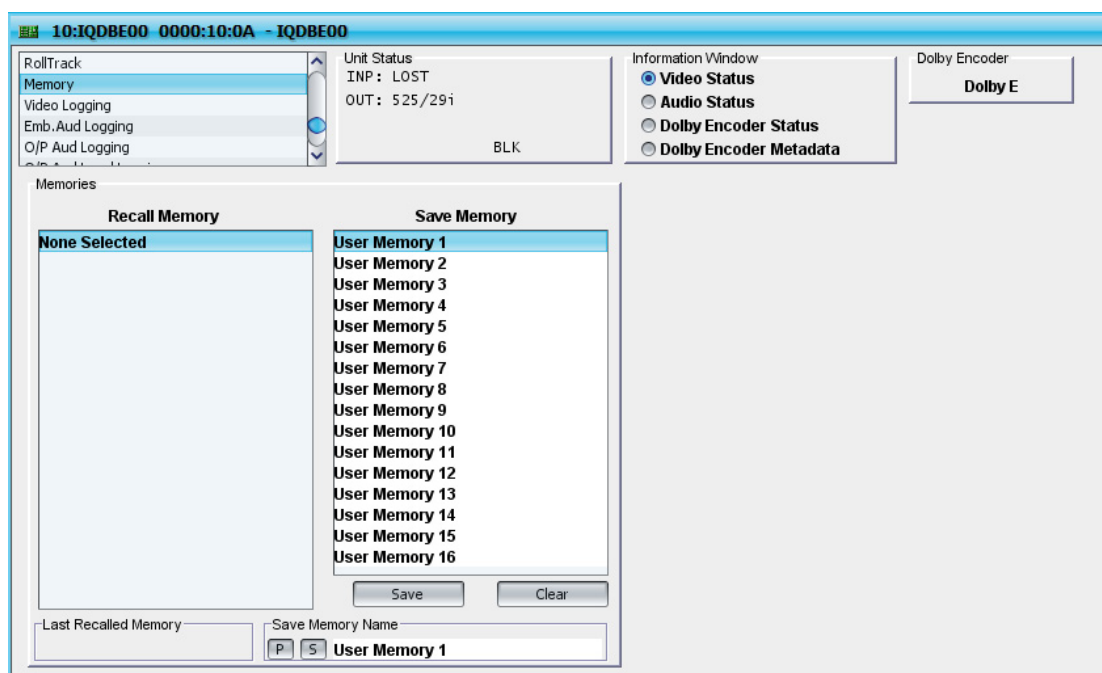 10:IQDBE00 0000:10:0A - IQDBE00
RollTrack
Memory
Video Logging
Emb.Aud Logging
O/P Aud Logging
Unit Status
INP: LOST
OUT: 525/29i
BLK
Information Window
Video Status
Audio Status
Dolby Encoder Status
Dolby Encoder Metadata
Dolby Encoder
Dolby E
Memories
Recall Memory
None Selected
Save Memory
User Memory 1
User Memory 2
User Memory 3
User Memory 4
User Memory 5
User Memory 6
User Memory 7
User Memory 8
User Memory 9
User Memory 10
User Memory 11
User Memory 12
User Memory 13
User Memory 14
User Memory 15
User Memory 16
Save Clear
Last Recalled Memory
Save Memory Name
P S User Memory 1